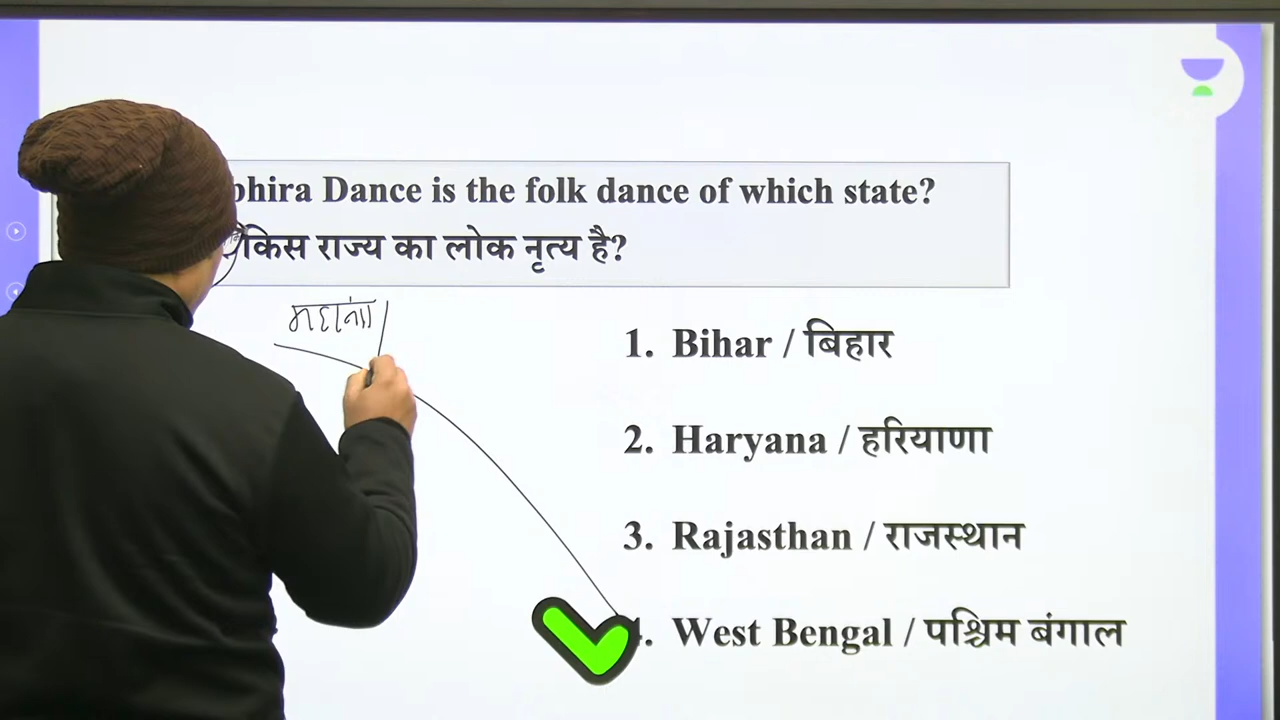 Dance is the folk dance of which state?
किस राज्य का लोक नृत्य है?
1. Bihar / बिहार
2. Haryana / हरियाणा
3. Rajasthan / राजस्थान
West Bengal / पश्चिम बंगाल